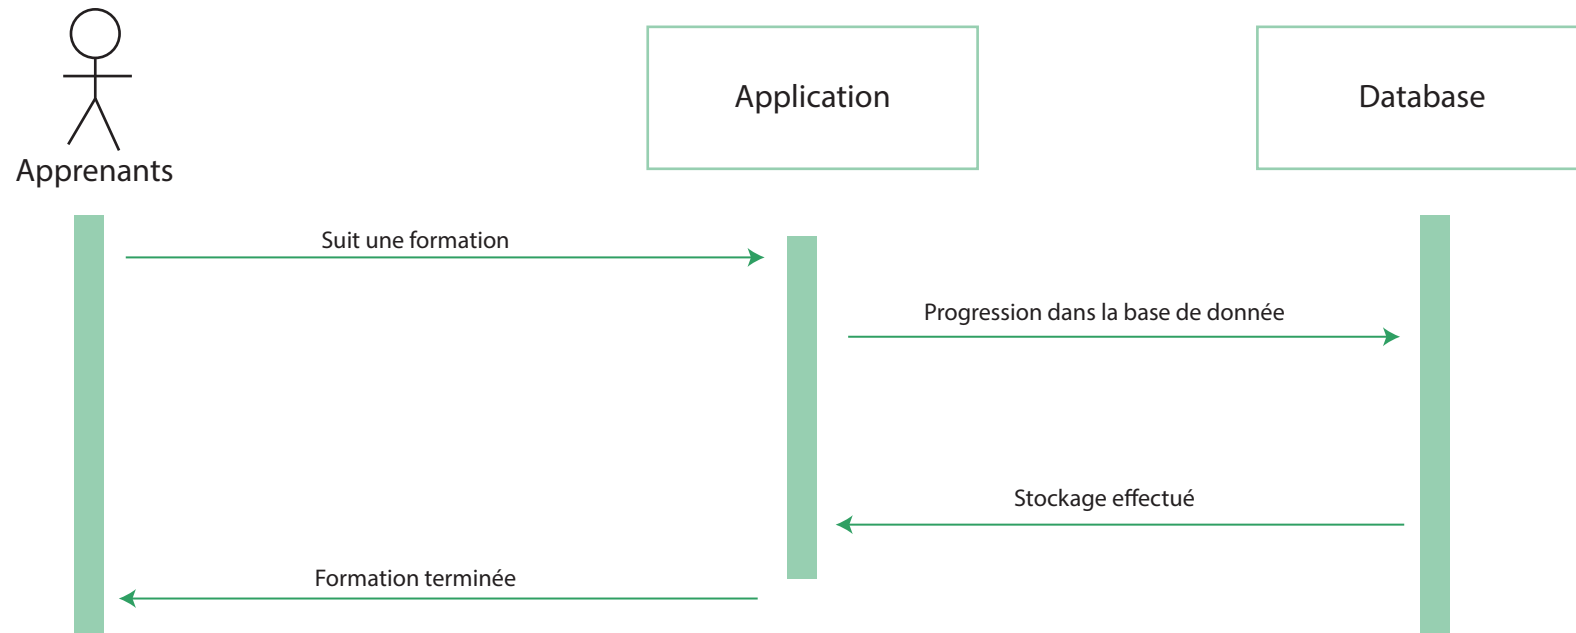 Application
Database
Apprenants
Suit une formation
Progression dans la base de donnée
Stockage effectué
Formation terminée